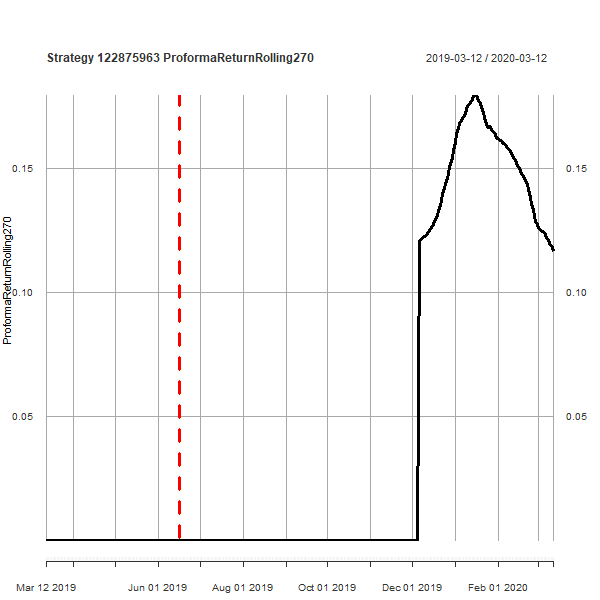 Strategy 122875963 ProformaReturnRolling270
2019-03-12 / 2020-03-12
ProformaReturnRolling270
0.15
0.10
0.05
0.15
0.10
0.05
Mar 12 2019
Jun 01 2019
Aug 01 2019
Oct 01 2019
Dec 01 2019
Feb 01 2020